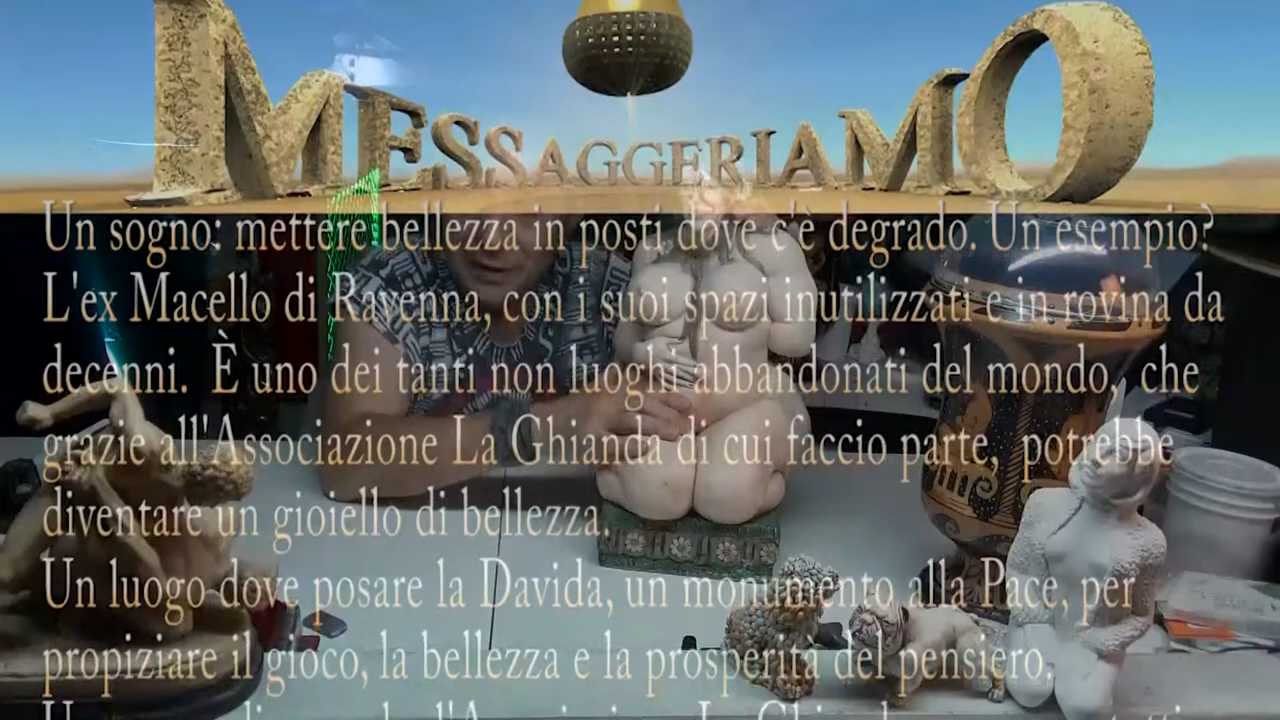 MESSAGGERIAMO
Un sogno: mettere bellezza in posti dove c'è degrado. Un esempio?
L'ex Macello di Ravenna, con i suoi spazi inutilizzati e in rovina da
decenni. È uno dei tanti non luoghi abbandonati del mondo, che
grazie all'Associazione La Ghianda di cui faccio parte, potrebbe
diventare un gioiello di bellezza.
Un luogo dove posare la Davida, un monumento alla Pace, per
propiziare il gioco, la bellezza e la prosperità del pensiero.